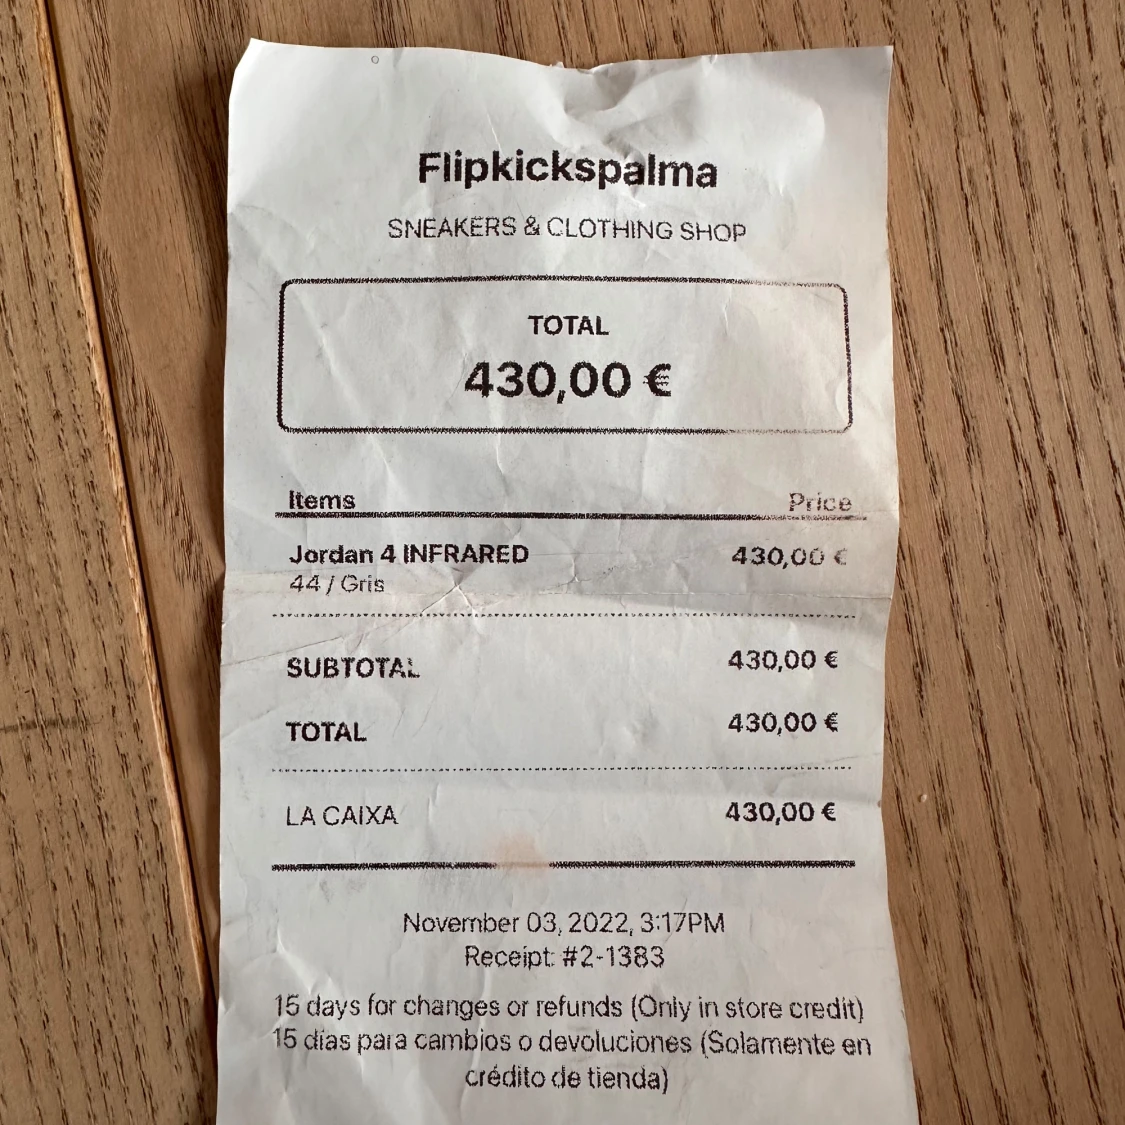 Flipkickspalma
SNEAKERS & CLOTHING SHOP
TOTAL
430,00 €
Items Price
Jordan 4 INFRARED 430,00 €
44 / Gris
SUBTOTAL 430,00 €
TOTAL 430,00 €
LA CAIXA 430,00 €
November 03, 2022, 3:17PM
Receipt: #2-1383
15 days for changes or refunds (Only in store credit)
15 días para cambios o devoluciones (Solamente en
crédito de tienda)